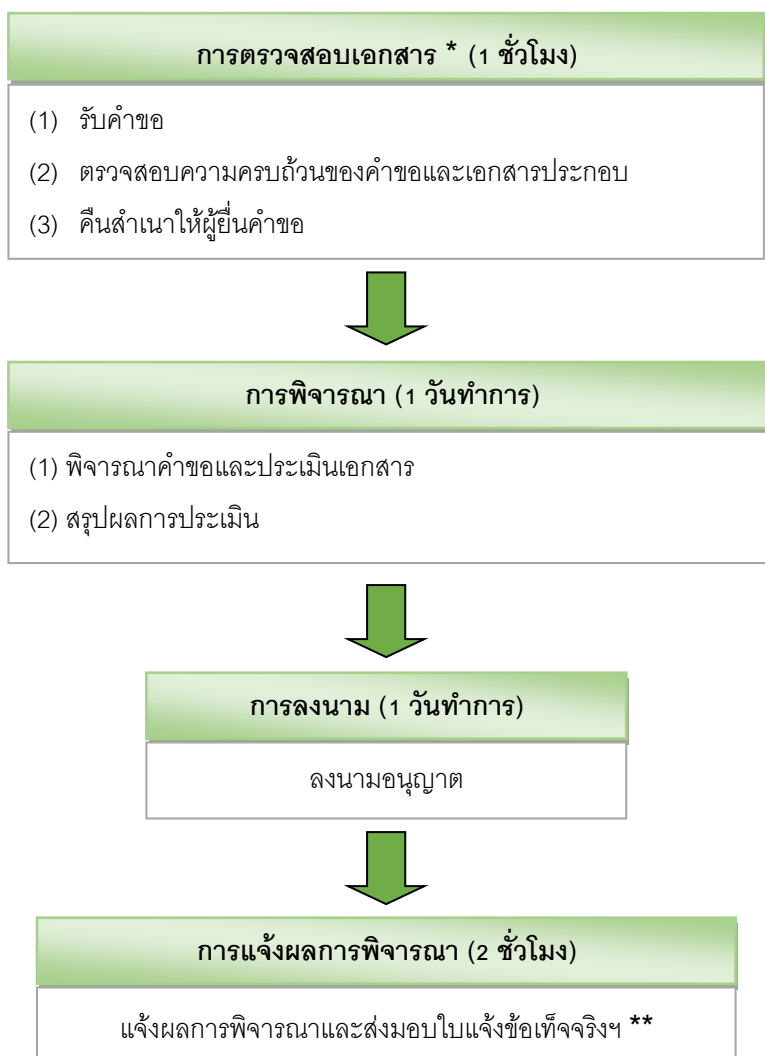 การตรวจสอบเอกสาร * (1 ชั่วโมง)
(1) รับคำขอ
(2) ตรวจสอบความครบถ้วนของคำขอและเอกสารประกอบ
(3) คืนสำเนาให้ผู้ยื่นคำขอ
การพิจารณา (1 วันทำการ)
(1) พิจารณาคำขอและประเมินเอกสาร
(2) สรุปผลการประเมิน
การลงนาม (1 วันทำการ)
ลงนามอนุญาต
การแจ้งผลการพิจารณา (2 ชั่วโมง)
แจ้งผลการพิจารณาและส่งมอบใบแจ้งข้อเท็จจริงฯ **